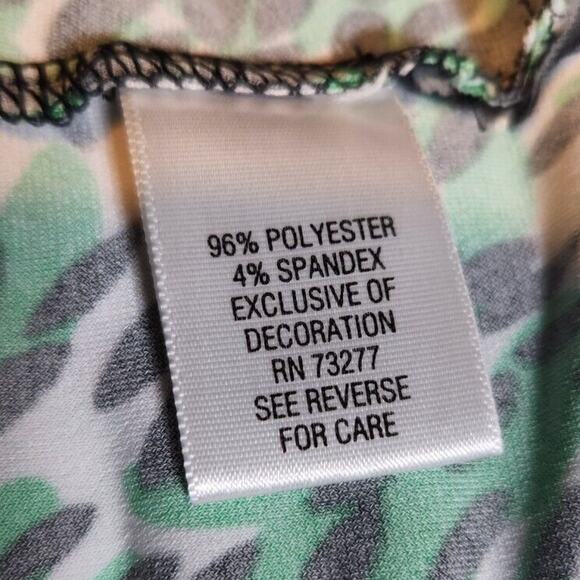 96% POLYESTER
4% SPANDEX
EXCLUSIVE OF
DECORATION
RN 73277
SEE REVERSE
FOR CARE